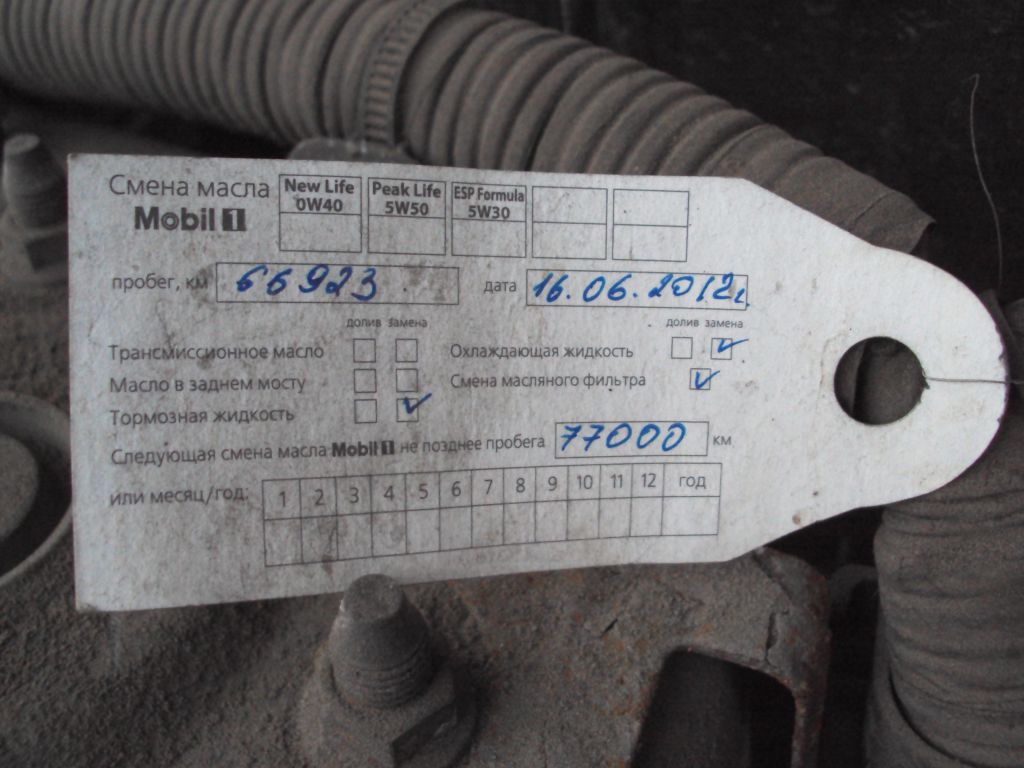 Смена масла New Life Peak Life ESP Formula
Mobil 1 0W40 5W50 5W30
пробег, км 66923 дата 16.06.2012г.
долив замена долив замена
Трансмиссионное масло Охлаждающая жидкость
Масло в заднем мосту Смена масляного фильтра
Тормозная жидкость
Следующая смена масла Mobil 1 не позднее пробега 77000 км
или месяц/год: 1 2 3 4 5 6 7 8 9 10 11 12 год